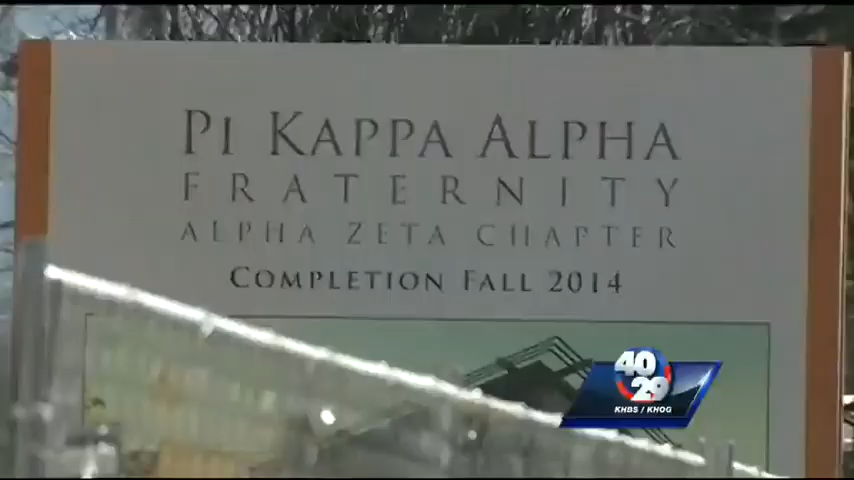 PI KAPPA ALPHA
FRATERNITY
ALPHA ZETA CHAPTER
COMPLETION FALL 2014
40
29
KHBS / KHOG